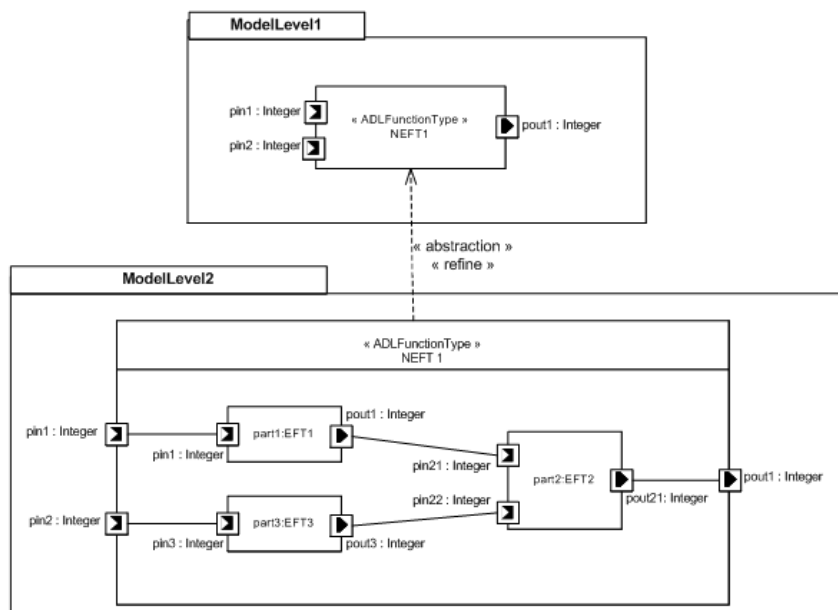 ModelLevel1
pin1 : Integer
« ADLFunctionType »
NEFT1
pout1 : Integer
pin2 : Integer
« abstraction »
« refine »
ModelLevel2
« ADLFunctionType »
NEFT 1
pout1 : Integer
pin1 : Integer
part1:EFT1
pin1 : Integer
pin21 : Integer
part2:EFT2
pout1 : Integer
pin22 : Integer
pout21: Integer
pin2 : Integer
part3:EFT3
pin3 : Integer
pout3 : Integer